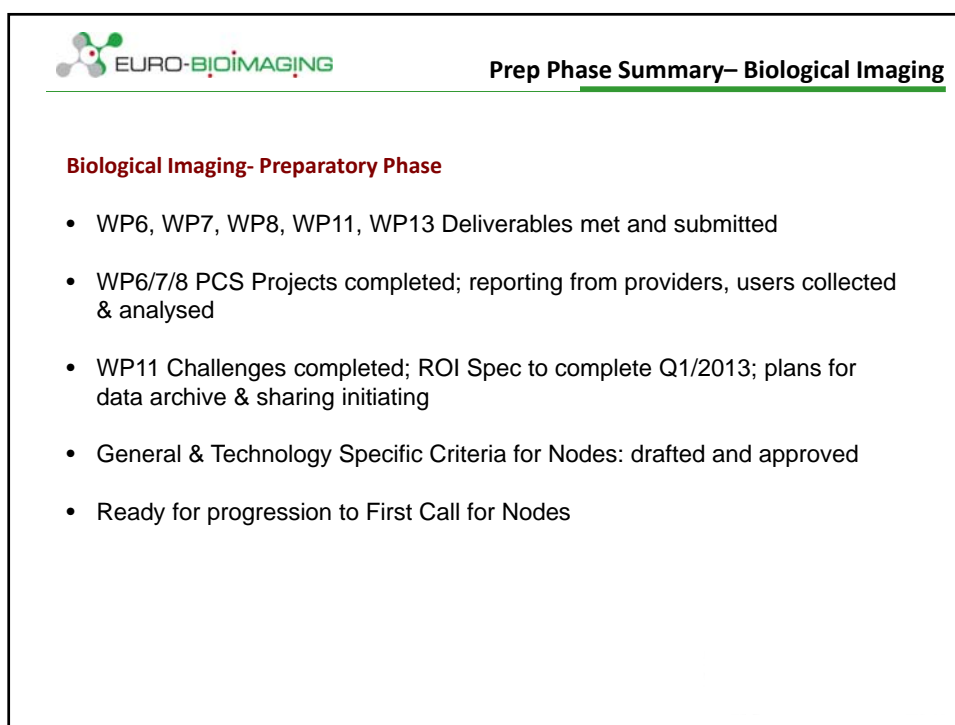 EURO-BIOIMAGING
Prep Phase Summary– Biological Imaging
Biological Imaging- Preparatory Phase
• WP6, WP7, WP8, WP11, WP13 Deliverables met and submitted
• WP6/7/8 PCS Projects completed; reporting from providers, users collected
& analysed
• WP11 Challenges completed; ROI Spec to complete Q1/2013; plans for
data archive & sharing initiating
• General & Technology Specific Criteria for Nodes: drafted and approved
• Ready for progression to First Call for Nodes